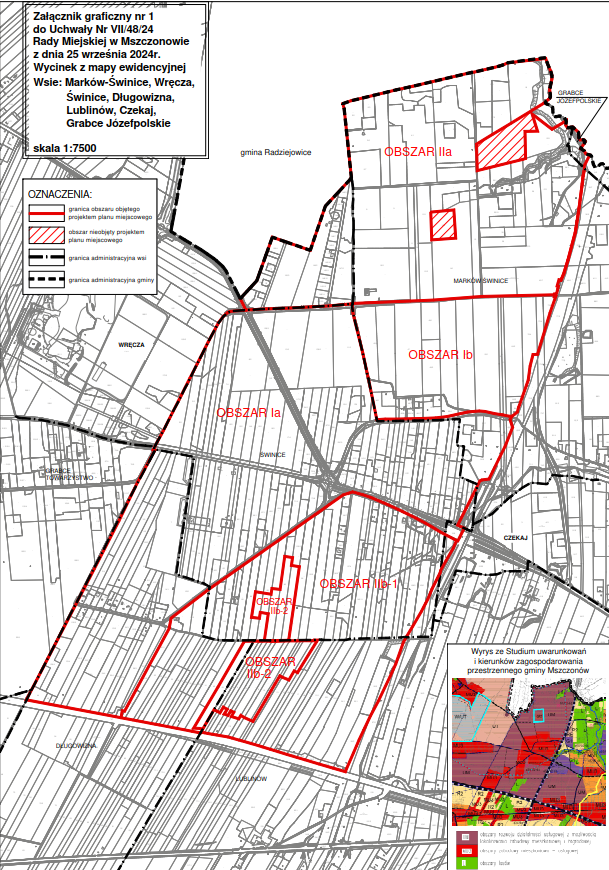 Załącznik graficzny nr 1
do Uchwały Nr VII/48/24
Rady Miejskiej w Mszczonowie
z dnia 25 września 2024r.
Wycinek z mapy ewidencyjnej
Wsie: Marków-Świnice, Wręcza,
Świnice, Długowizna,
Lublinów, Czekaj,
Grabce Józefpolskie
skala 1:7500
OZNACZENIA:
granica obszaru objętego
projektem planu miejscowego
obszar nieobjęty projektem
planu miejscowego
granica administracyjna wsi
granica administracyjna gminy
gmina Radziejowice
GRABCE
JÓZEFPOLSKIE
OBSZAR IIa
MARKÓW ŚWINICE
WRĘCZA
OBSZAR Ib
OBSZAR Ia
ŚWINICE
GRABCE
TOWARZYSTWO
CZEKAJ
OBSZAR IIb-1
OBSZAR
IIb-2
OBSZAR
IIb-2
DŁUGOWIZNA
LUBLINÓW
Wyrys ze Studium uwarunkowań
i kierunków zagospodarowania
przestrzennego gminy Mszczonów